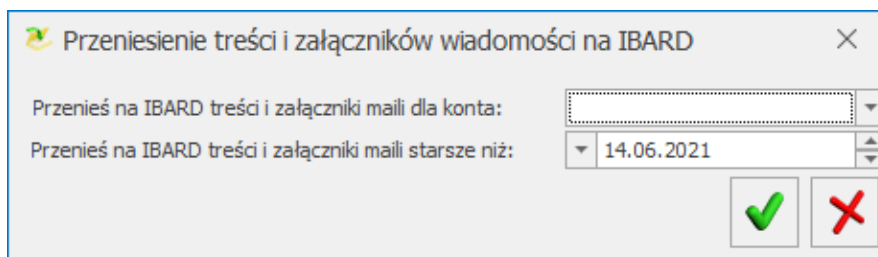 Przeniesienie treści i załączników wiadomości na IBARD
Przenieś na IBARD treści i załączniki maili dla konta:
Przenieś na IBARD treści i załączniki maili starsze niż: 14.06.2021